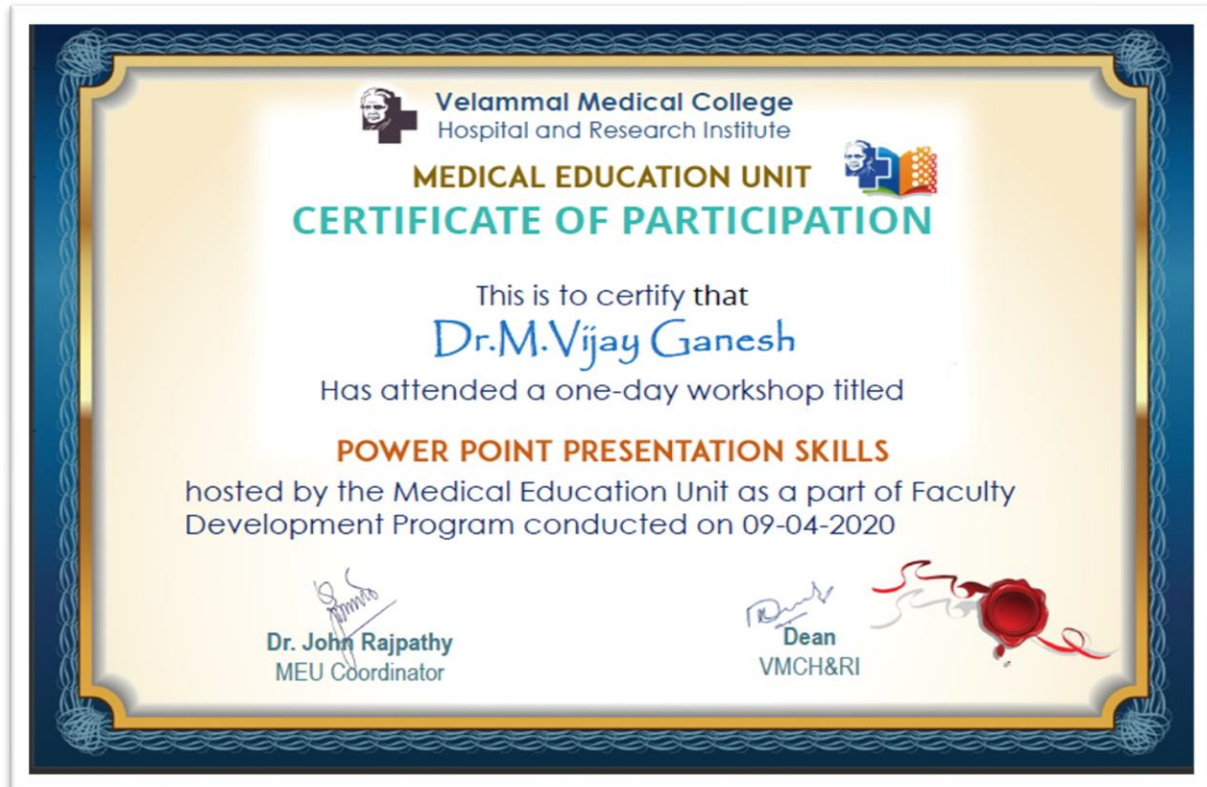 Velammal Medical College
Hospital and Research Institute
MEDICAL EDUCATION UNIT
CERTIFICATE OF PARTICIPATION
This is to certify that
Dr.M.Vijay Ganesh
Has attended a one-day workshop titled
POWER POINT PRESENTATION SKILLS
hosted by the Medical Education Unit as a part of Faculty
Development Program conducted on 09-04-2020
Dr. John Rajpathy
MEU Coordinator
Dean
VMCH&RI